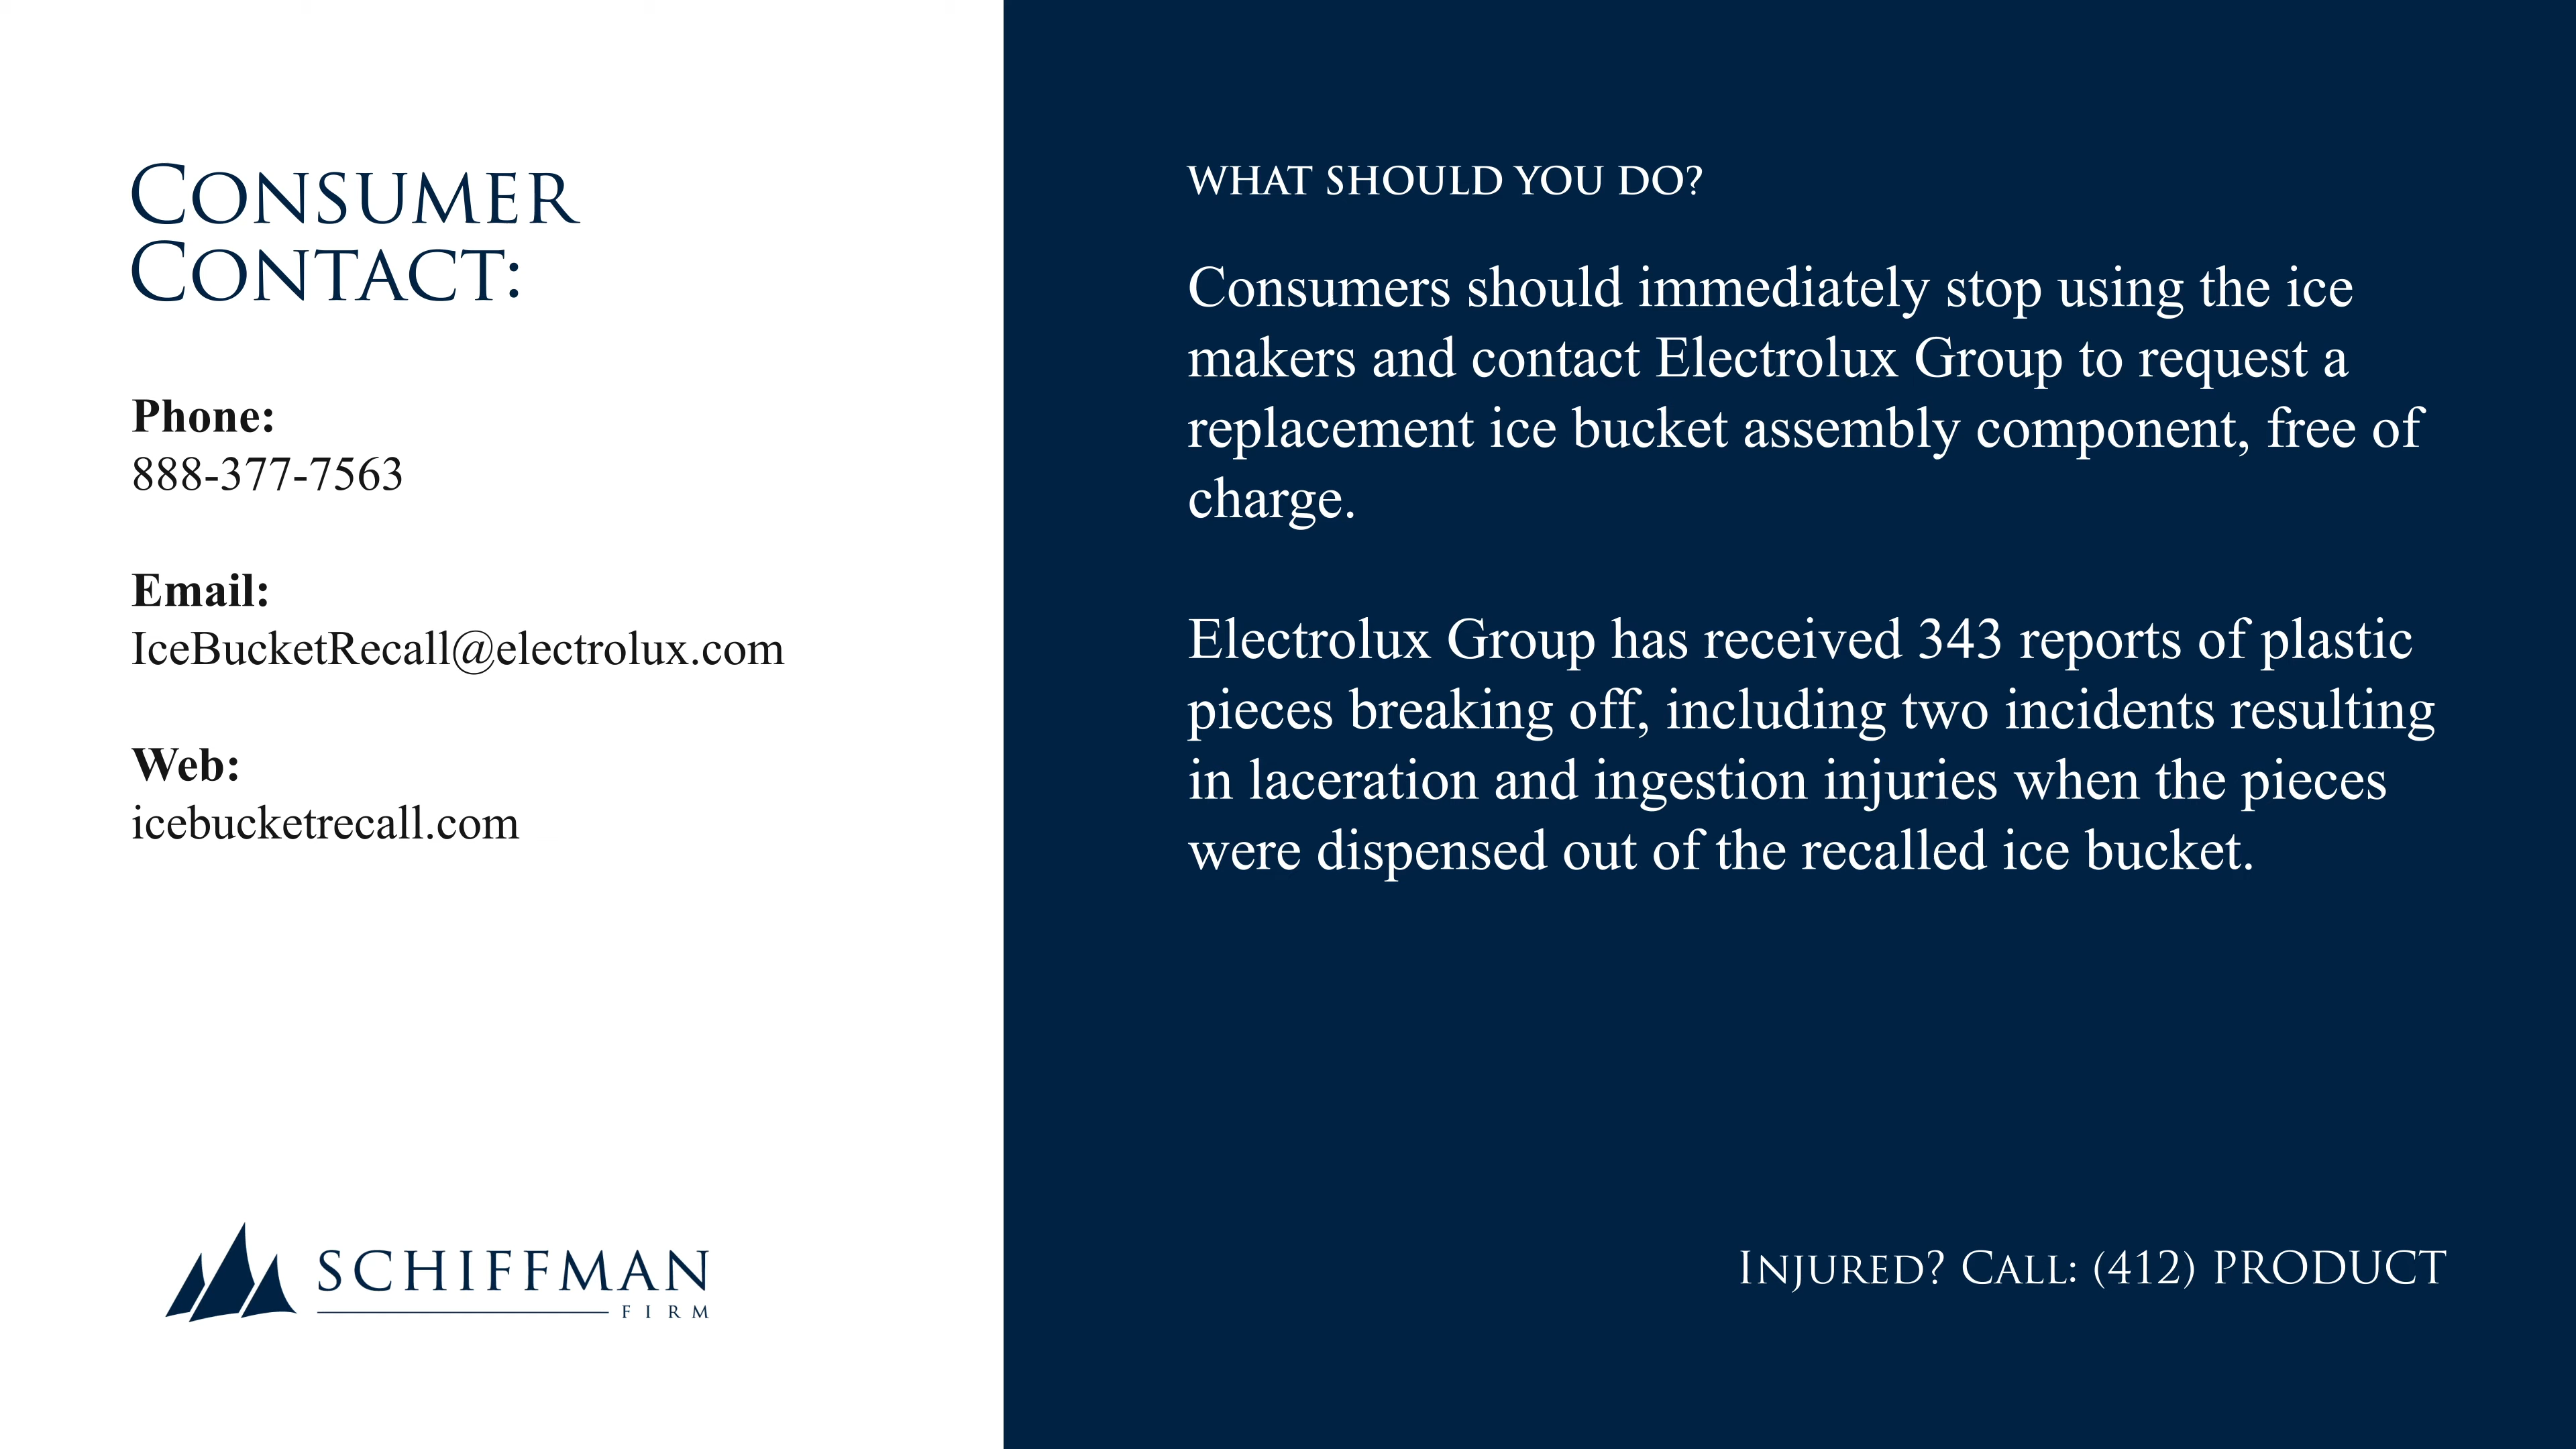 CONSUMER
CONTACT:
Phone:
888-377-7563
Email:
IceBucketRecall@electrolux.com
Web:
icebucketrecall.com
SCHIFFMAN
FIRM
WHAT SHOULD YOU DO?
Consumers should immediately stop using the ice
makers and contact Electrolux Group to request a
replacement ice bucket assembly component, free of
charge.
Electrolux Group has received 343 reports of plastic
pieces breaking off, including two incidents resulting
in laceration and ingestion injuries when the pieces
were dispensed out of the recalled ice bucket.
INJURED? CALL: (412) PRODUCT